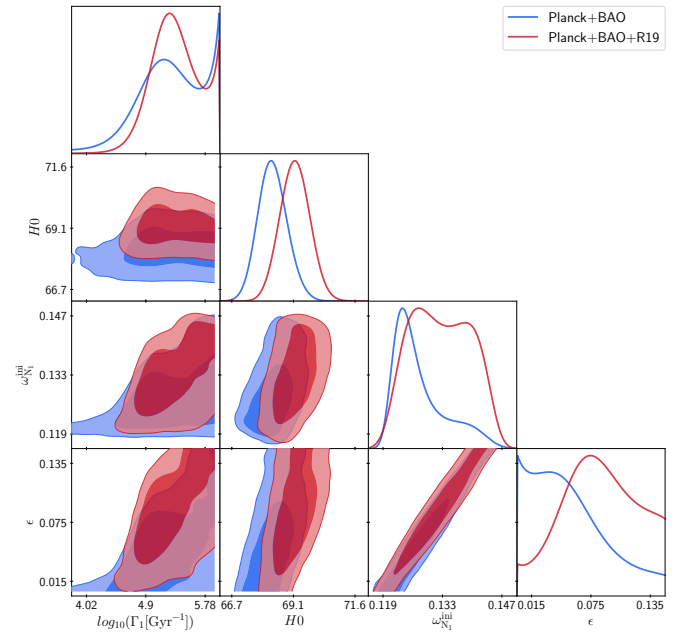 Planck+BAO
Planck+BAO+R19
71.6
69.1
66.7
H0
0.147
0.133
0.119
ω_{N_1}^{ini}
0.135
0.075
0.015
ϵ
4.02 4.9 5.78
66.7 69.1 71.6
0.119 0.133 0.147
0.015 0.075 0.135
log_{10}(Γ_1[Gyr^{-1}])
H0
ω_{N_1}^{ini}
ϵ